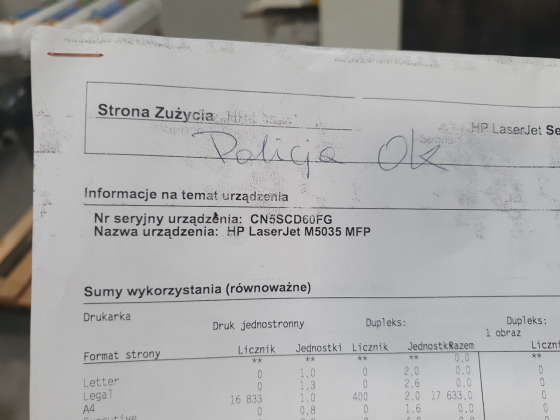 Strona Zużycia
HP LaserJet Se
Policja Ok
Informacje na temat urządzenia
Nr seryjny urządzenia: CN5SCD60FG
Nazwa urządzenia: HP LaserJet M5035 MFP
Sumy wykorzystania (równoważne)
Drukarka
Druk jednostronny Dupleks: Dupleks:
1 obraz
Format strony Licznik Jednostki Licznik Jednostki Razem Liczni
** ** ** ** ** **
Letter 0 1.0 0 2.0 0.0 0
Legal 0 1.3 0 2.6 0.0 0
A4 16 833 1.0 400 2.0 17 633.0
Executive 0 0.8 0 1.6 0.0